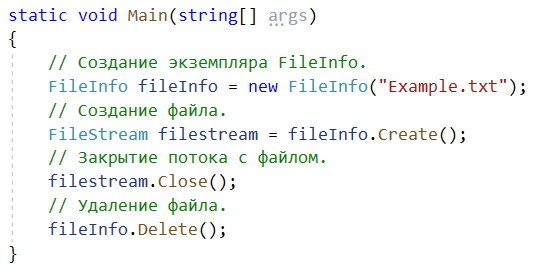 static void Main(string[] args)
{
    // Создание экземпляра FileInfo.
    FileInfo fileInfo = new FileInfo("Example.txt");
    // Создание файла.
    FileStream filestream = fileInfo.Create();
    // Закрытие потока с файлом.
    filestream.Close();
    // Удаление файла.
    fileInfo.Delete();
}